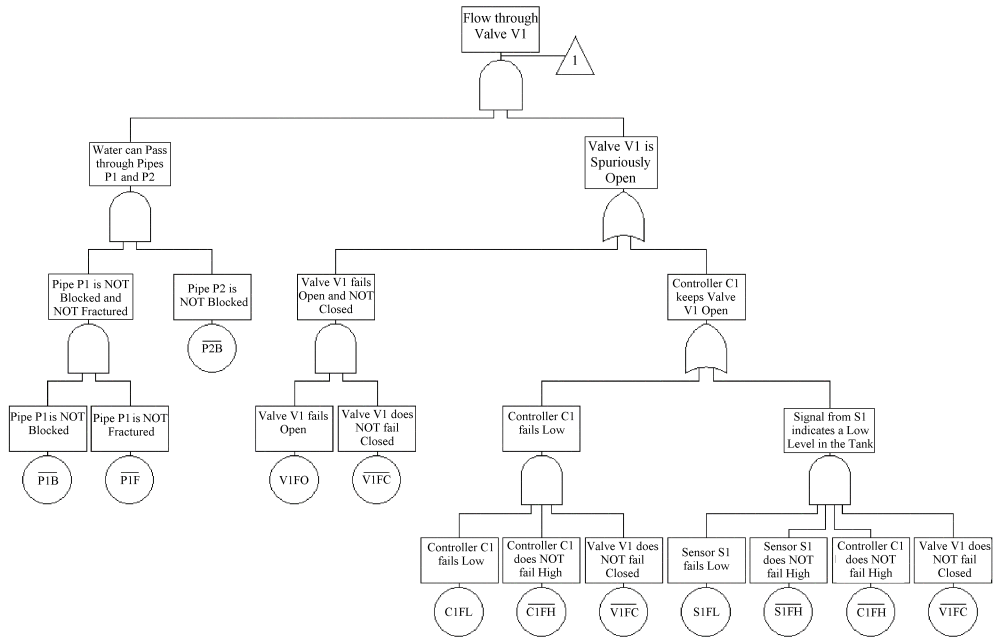 Flow through
Valve V1
1
Water can Pass
through Pipes
P1 and P2
Valve V1 is
Spuriously
Open
Pipe P1 is NOT
Blocked and
NOT Fractured
Pipe P2 is
NOT Blocked
Valve V1 fails
Open and NOT
Closed
Controller C1
keeps Valve
V1 Open
P2B
Pipe P1 is NOT
Blocked
Pipe P1 is NOT
Fractured
Valve V1 fails
Open
Valve V1 does
NOT fail
Closed
Controller C1
fails Low
Signal from S1
indicates a Low
Level in the Tank
P1B
P1F
V1FO
V1FC
Controller C1
fails Low
Controller C1
does NOT
fail High
Valve V1 does
NOT fail
Closed
Sensor S1
fails Low
Sensor S1
does NOT
fail High
Controller C1
does NOT
fail High
Valve V1 does
NOT fail
Closed
C1FL
C1FH
V1FC
S1FL
S1FH
C1FH
V1FC